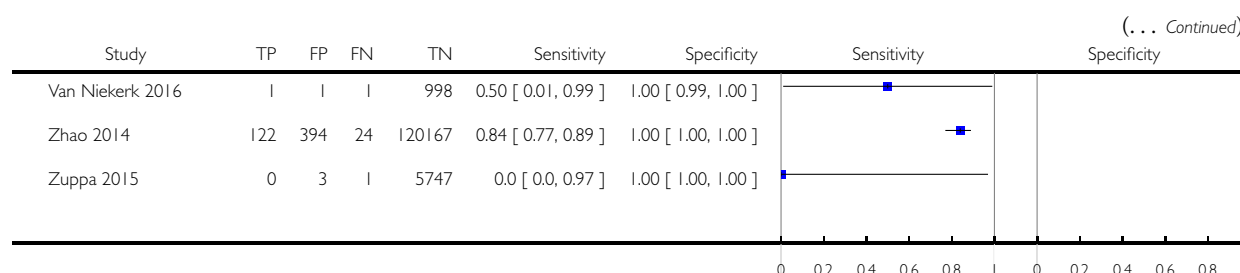 (. . . Continued)
Study TP FP FN TN Sensitivity Specificity Sensitivity Specificity
Van Niekerk 2016 1 1 1 998 0.50 [ 0.01, 0.99 ] 1.00 [ 0.99, 1.00 ]
Zhao 2014 122 394 24 120167 0.84 [ 0.77, 0.89 ] 1.00 [ 1.00, 1.00 ]
Zuppa 2015 0 3 1 5747 0.0 [ 0.0, 0.97 ] 1.00 [ 1.00, 1.00 ]
0 0.2 0.4 0.6 0.8 1 0 0.2 0.4 0.6 0.8